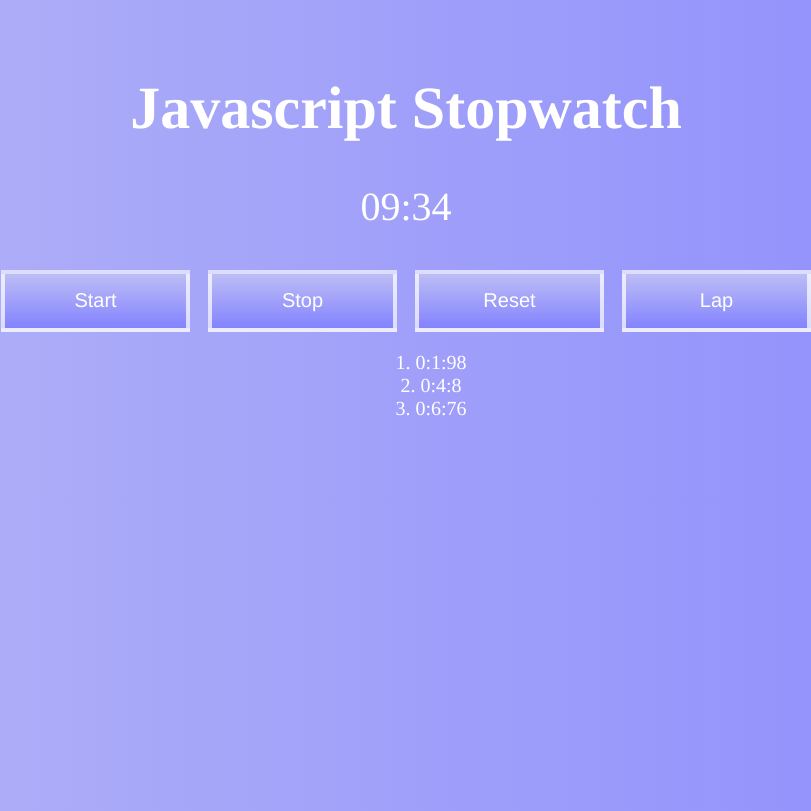 Javascript Stopwatch
09:34
Start Stop Reset Lap
1. 0:1:98
2. 0:4:8
3. 0:6:76